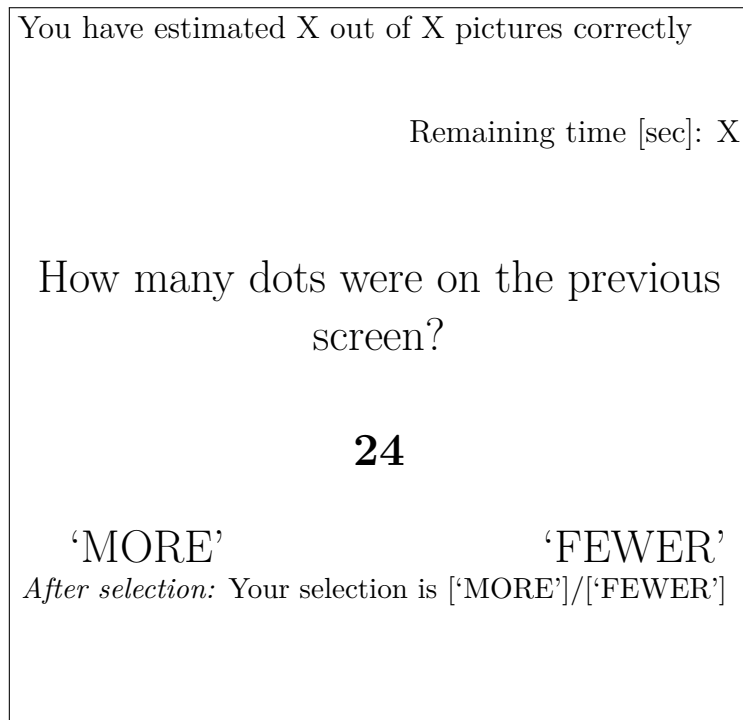 You have estimated X out of X pictures correctly
Remaining time [sec]: X
How many dots were on the previous
screen?
24
‘MORE’ ‘FEWER’
After selection: Your selection is [‘MORE’]/[‘FEWER’]